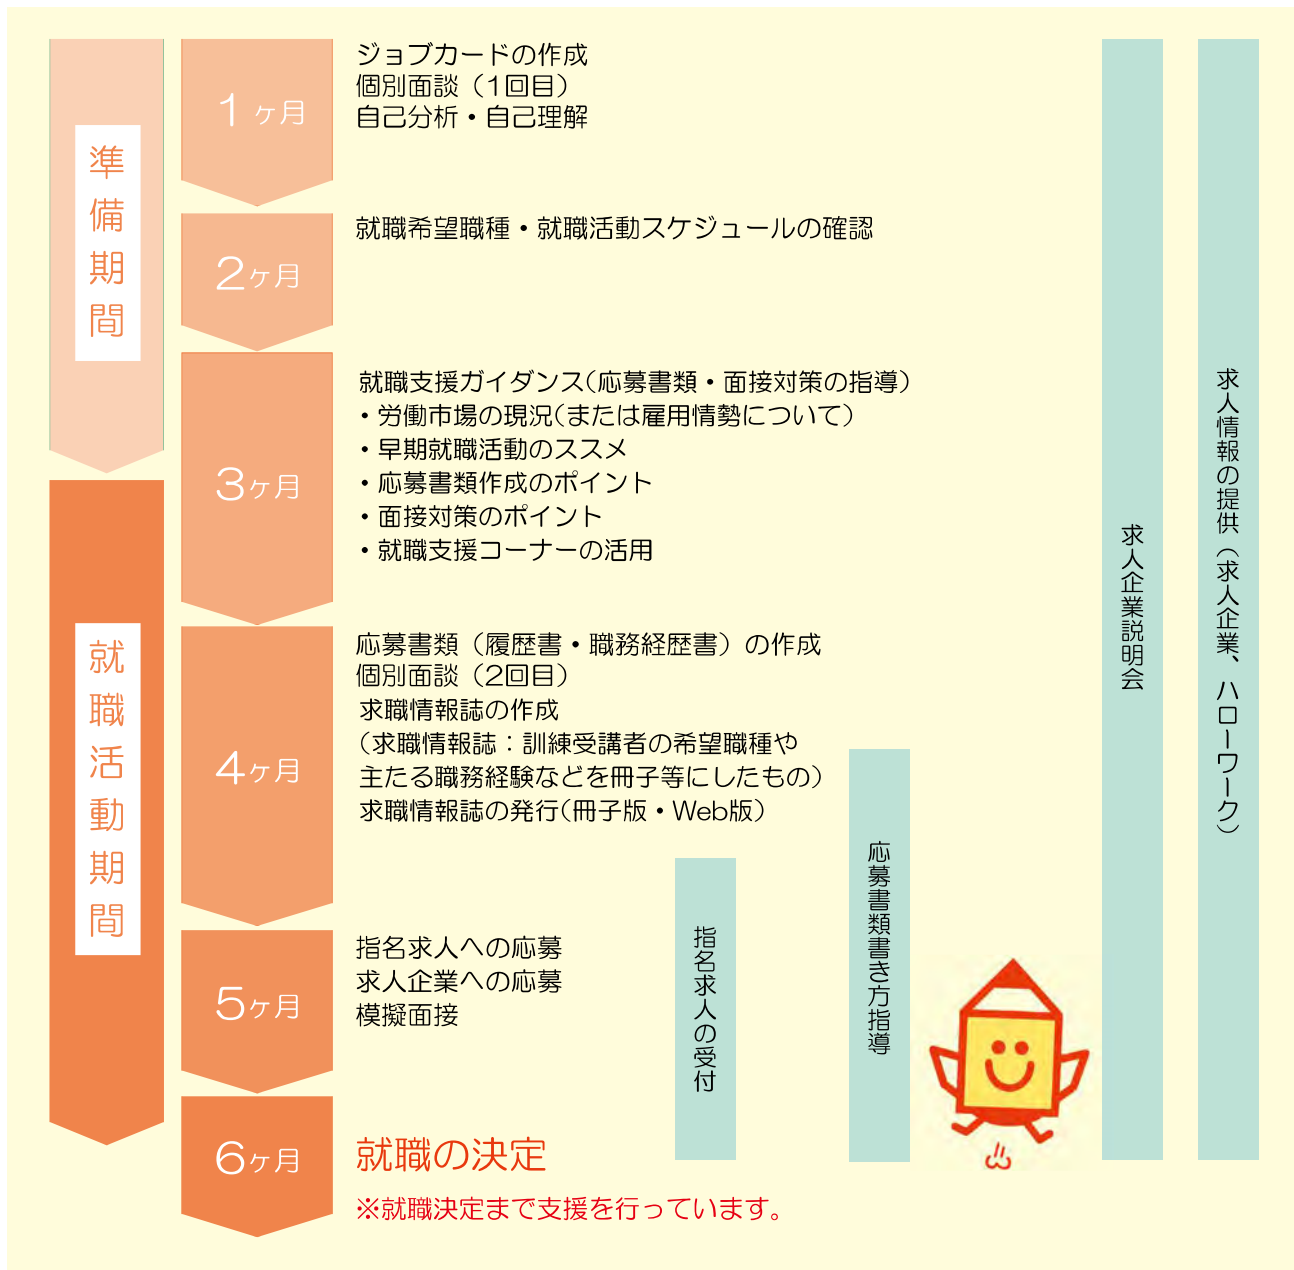 準備期間
就職活動期間
1ヶ月
ジョブカードの作成
個別面談（1回目）
自己分析・自己理解
2ヶ月
就職希望職種・就職活動スケジュールの確認
3ヶ月
就職支援ガイダンス（応募書類・面接対策の指導）
・労働市場の現況（または雇用情勢について）
・早期就職活動のススメ
・応募書類作成のポイント
・面接対策のポイント
・就職支援コーナーの活用
4ヶ月
応募書類（履歴書・職務経歴書）の作成
個別面談（2回目）
求職情報誌の作成
（求職情報誌：訓練受講者の希望職種や
主たる職務経験などを冊子等にしたもの）
求職情報誌の発行（冊子版・Web版）
5ヶ月
指名求人への応募
求人企業への応募
模擬面接
6ヶ月
就職の決定
※就職決定まで支援を行っています。
指名求人の受付
応募書類書き方指導
求人企業説明会
求人情報の提供（求人企業、ハローワーク）